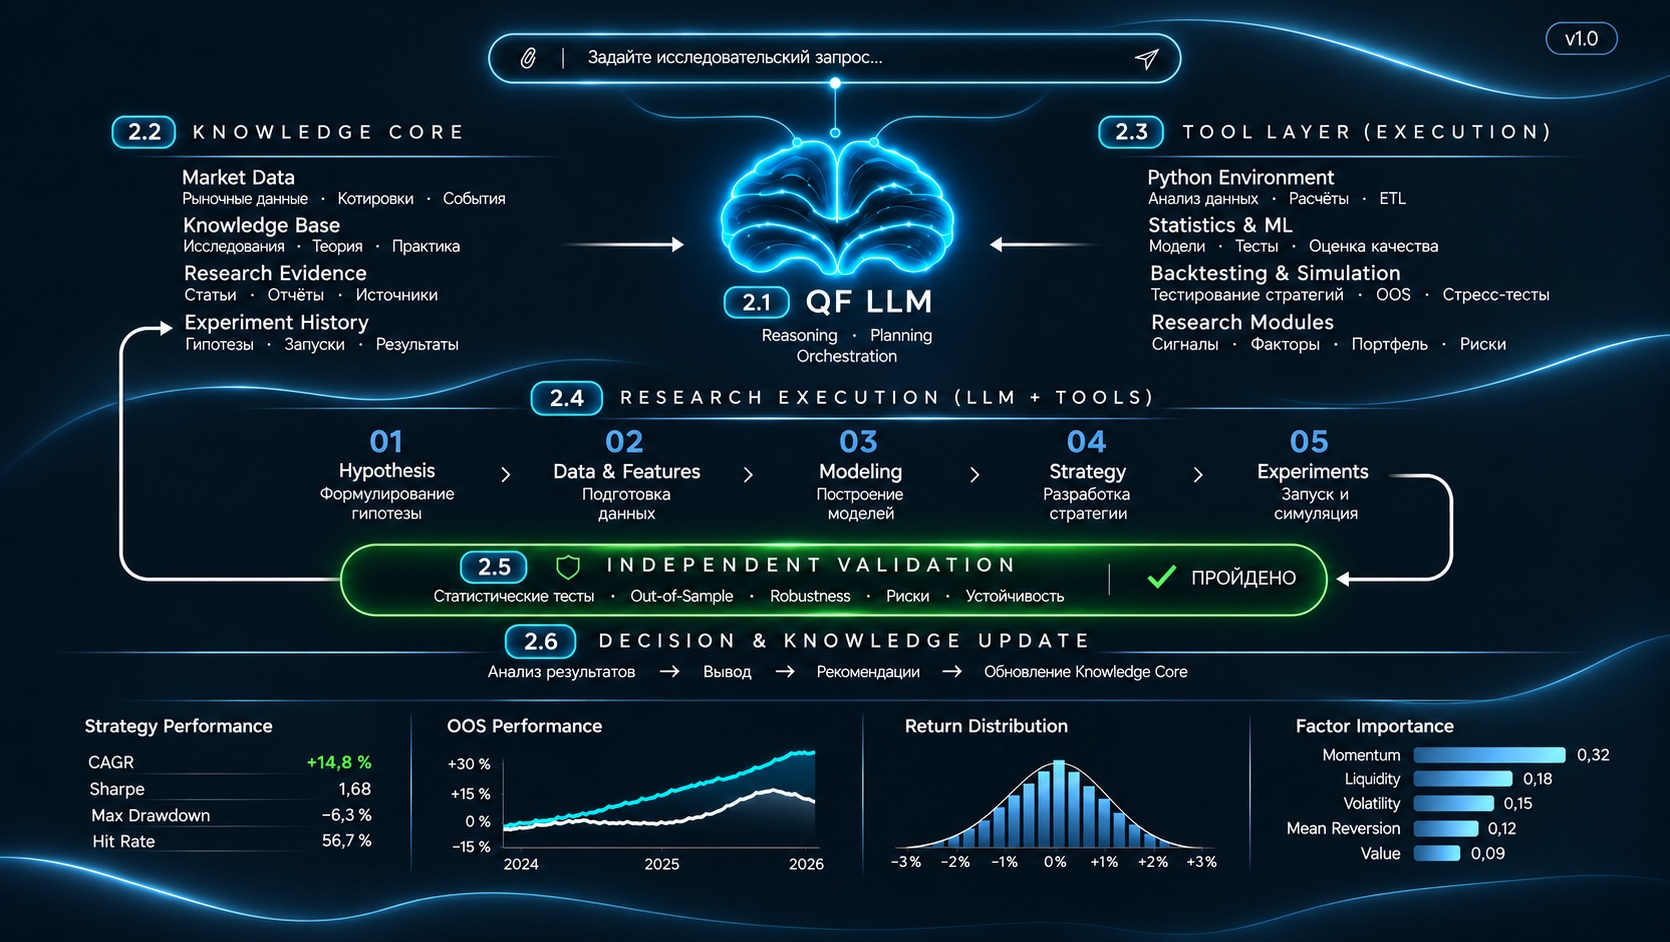 Задайте исследовательский запрос...
v1.0
2.2 KNOWLEDGE CORE
Market Data
Рыночные данные · Котировки · События
Knowledge Base
Исследования · Теория · Практика
Research Evidence
Статьи · Отчёты · Источники
Experiment History
Гипотезы · Запуски · Результаты
2.1 QF LLM
Reasoning · Planning
Orchestration
2.3 TOOL LAYER (EXECUTION)
Python Environment
Анализ данных · Расчёты · ETL
Statistics & ML
Модели · Тесты · Оценка качества
Backtesting & Simulation
Тестирование стратегий · OOS · Стресс-тесты
Research Modules
Сигналы · Факторы · Портфель · Риски
2.4 RESEARCH EXECUTION (LLM + TOOLS)
01
Hypothesis
Формулирование
гипотезы
02
Data & Features
Подготовка
данных
03
Modeling
Построение
моделей
04
Strategy
Разработка
стратегии
05
Experiments
Запуск и
симуляция
2.5 INDEPENDENT VALIDATION
Статистические тесты · Out-of-Sample · Robustness · Риски · Устойчивость
ПРОЙДЕНО
2.6 DECISION & KNOWLEDGE UPDATE
Анализ результатов → Вывод → Рекомендации → Обновление Knowledge Core
Strategy Performance
CAGR +14,8 %
Sharpe 1,68
Max Drawdown −6,3 %
Hit Rate 56,7 %
OOS Performance
+30 %
+15 %
0 %
−15 %
2024 2025 2026
Return Distribution
−3 % −2 % −1 % 0 % +1 % +2 % +3 %
Factor Importance
Momentum 0,32
Liquidity 0,18
Volatility 0,15
Mean Reversion 0,12
Value 0,09